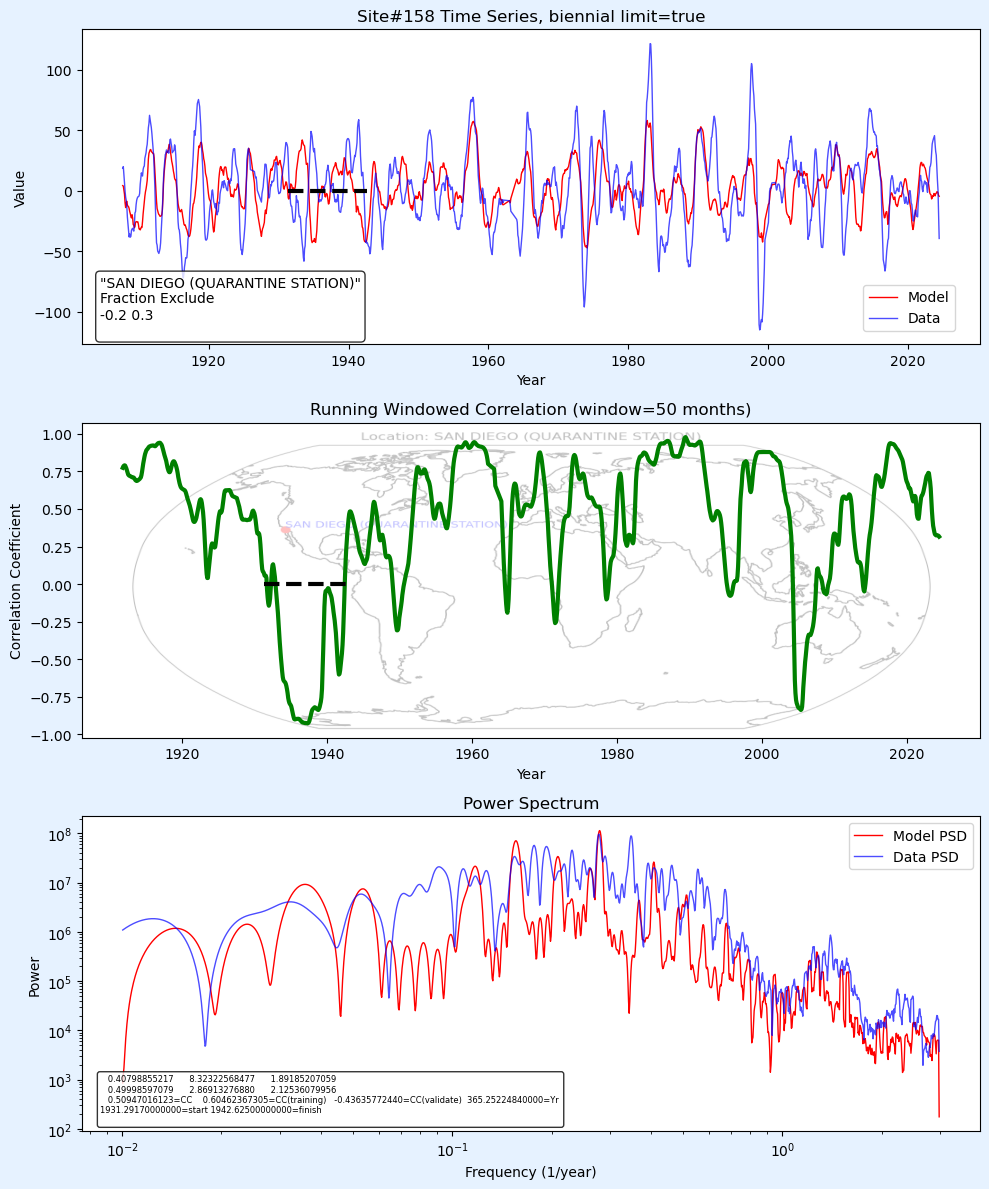 Site#158 Time Series, biennial limit=true
100
50
0
−50
−100
Value
"SAN DIEGO (QUARANTINE STATION)"
Fraction Exclude
-0.2 0.3
Model
Data
1920
1940
1960
1980
2000
2020
Year
Running Windowed Correlation (window=50 months)
Location: SAN DIEGO (QUARANTINE STATION)
SAN DIEGO (QUARANTINE STATION)
1.00
0.75
0.50
0.25
0.00
−0.25
−0.50
−0.75
−1.00
Correlation Coefficient
1920
1940
1960
1980
2000
2020
Year
Power Spectrum
Model PSD
Data PSD
10⁸
10⁷
10⁶
10⁵
10⁴
10³
10²
Power
0.40798855217 8.32322568477 1.89185207059
0.49998597079 2.86913276880 2.12536079956
0.50947016123=CC 0.60462367305=CC(training) -0.43635772440=CC(validate) 365.25224840000=Yr
1931.29170000000=start 1942.62500000000=finish
10⁻²
10⁻¹
10⁰
Frequency (1/year)